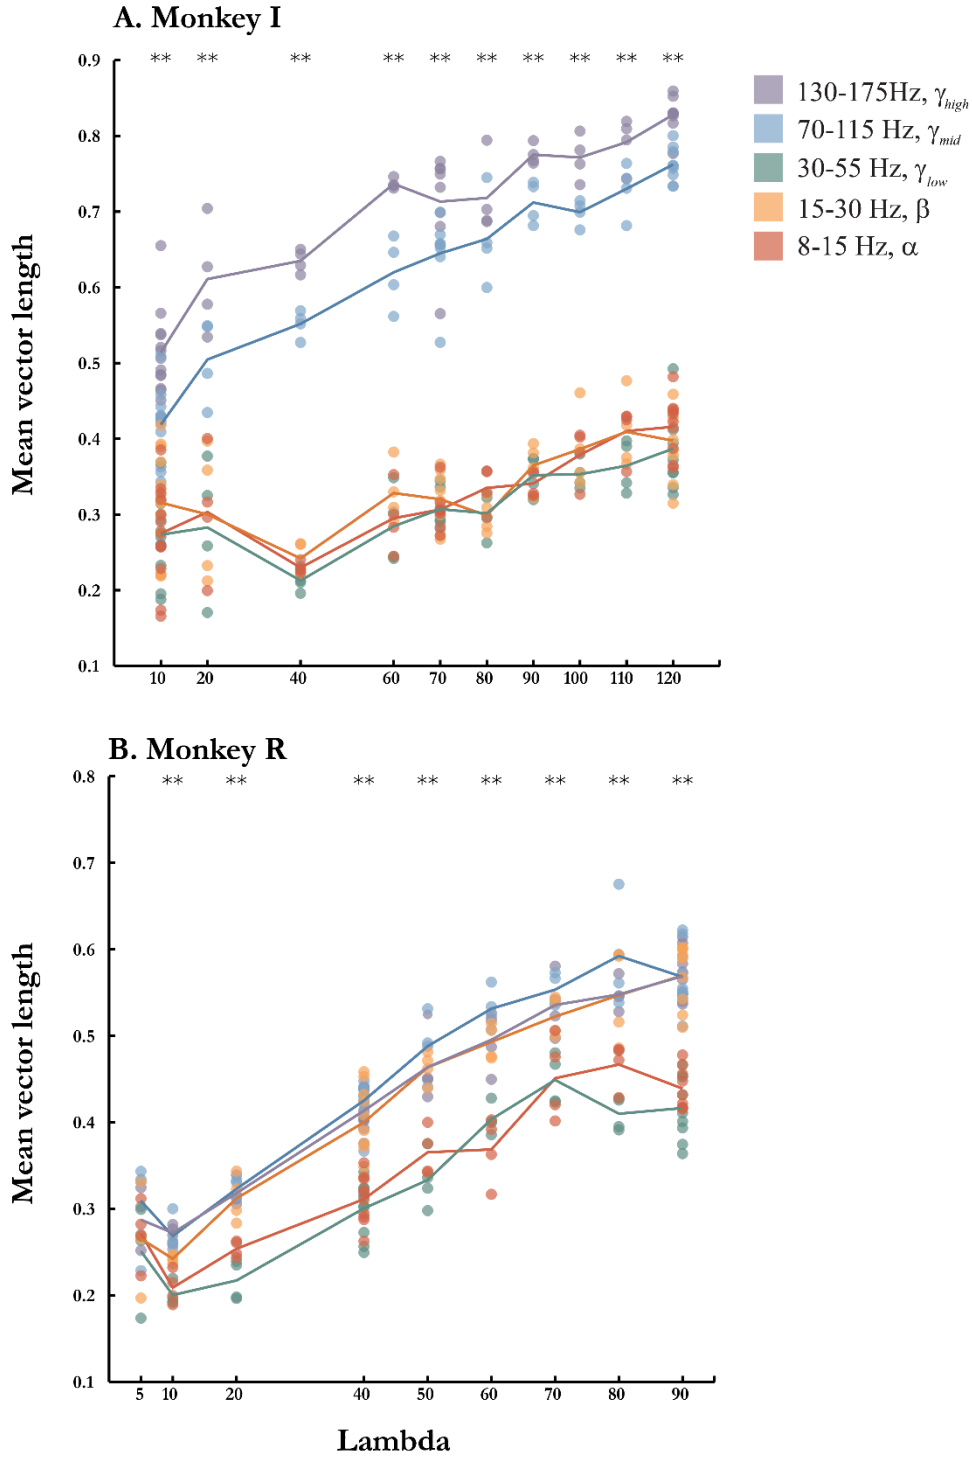 A. Monkey I
** ** ** ** ** ** ** ** ** **
0.9
0.8
0.7
0.6
0.5
0.4
0.3
0.2
0.1
Mean vector length
10 20 40 60 70 80 90 100 110 120
130-175Hz, γhigh
70-115 Hz, γmid
30-55 Hz, γlow
15-30 Hz, β
8-15 Hz, α
B. Monkey R
** ** ** ** ** ** ** **
0.8
0.7
0.6
0.5
0.4
0.3
0.2
0.1
Mean vector length
5 10 20 40 50 60 70 80 90
Lambda